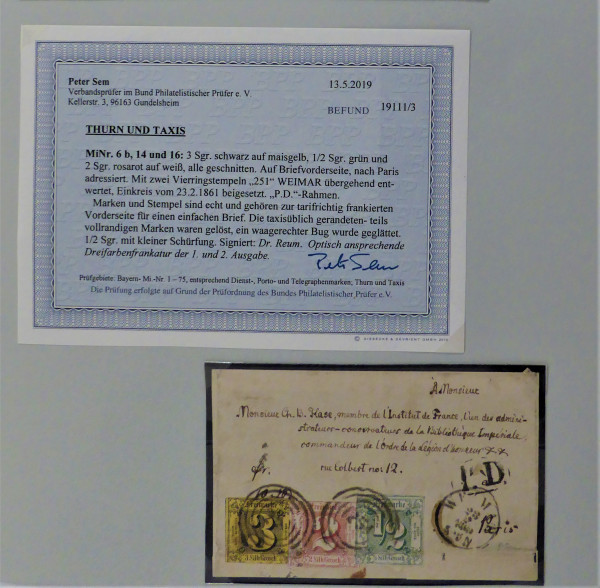 Peter Sem
Verbandsprüfer im Bund Philatelistischer Prüfer e. V.
Kellerstr. 3, 96163 Gundelsheim
13.5.2019
BEFUND 19111/3
THURN UND TAXIS
MiNr. 6 b, 14 und 16: 3 Sgr. schwarz auf maisgelb, 1/2 Sgr. grün und
2 Sgr. rosarot auf weiß, alle geschnitten. Auf Briefvorderseite, nach Paris
adressiert. Mit zwei Vierringstempeln „251“ WEIMAR übergehend ent-
wertet, Einkreis vom 23.2.1861 beigesetzt. „P.D.“-Rahmen.
Marken und Stempel sind echt und gehören zur tarifrichtig frankierten
Vorderseite für einen einfachen Brief. Die taxisüblich gerandeten- teils
vollrandigen Marken waren gelöst, ein waagerechter Bug wurde geglättet.
1/2 Sgr. mit kleiner Schürfung. Signiert: Dr. Reum. Optisch ansprechende
Dreifarbenfrankatur der 1. und 2. Ausgabe.
Peter Sem
Prüfgebiete: Bayern- Mi.-Nr. 1 – 75, entsprechend Dienst-, Porto- und Telegraphenmarken; Thurn und Taxis
Die Prüfung erfolgte auf Grund der Prüfordnung des Bundes Philatelistischer Prüfer e.V.
A Monsieur
Monsieur Ch. B. Hase, membre de l'Institut de France, l'un des admini-
strateurs-conservateurs de la Bibliothèque Impériale,
commandeur de l'Ordre de la Légion d'honneur
fr.
rue Colbert nro 12.
P.D.
Paris
3
1/2